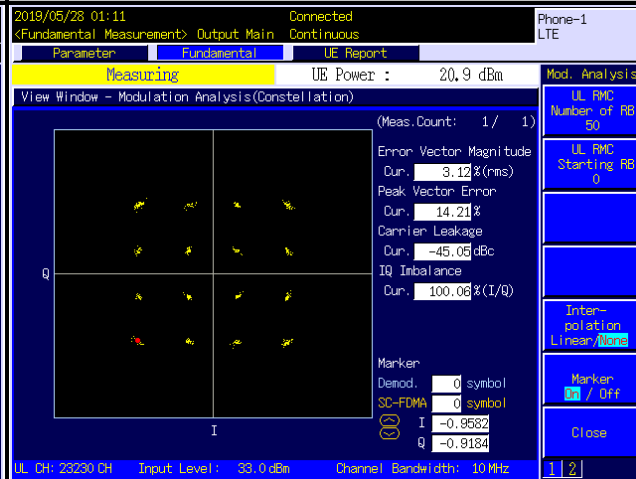 2019/05/28 01:11 Connected Phone-1
<Fundamental Measurement> Output Main Continuous LTE
Parameter Fundamental UE Report
Measuring UE Power : 20.9 dBm Mod. Analysis
View Window - Modulation Analysis(Constellation)
UL RMC
Number of RB
50
(Meas.Count: 1/ 1)
Error Vector Magnitude
Cur. 3.12 %(rms)
Peak Vector Error
Cur. 14.21 %
Carrier Leakage
Cur. -45.05 dBc
IQ Imbalance
Cur. 100.06 %(I/Q)
UL RMC
Starting RB
0
Q
I
Marker
Demod. 0 symbol
SC-FDMA 0 symbol
I -0.9582
Q -0.9184
Inter-
polation
Linear/None
Marker
On / Off
Close
UL CH: 23230 CH Input Level: 33.0 dBm Channel Bandwidth: 10 MHz 1 2